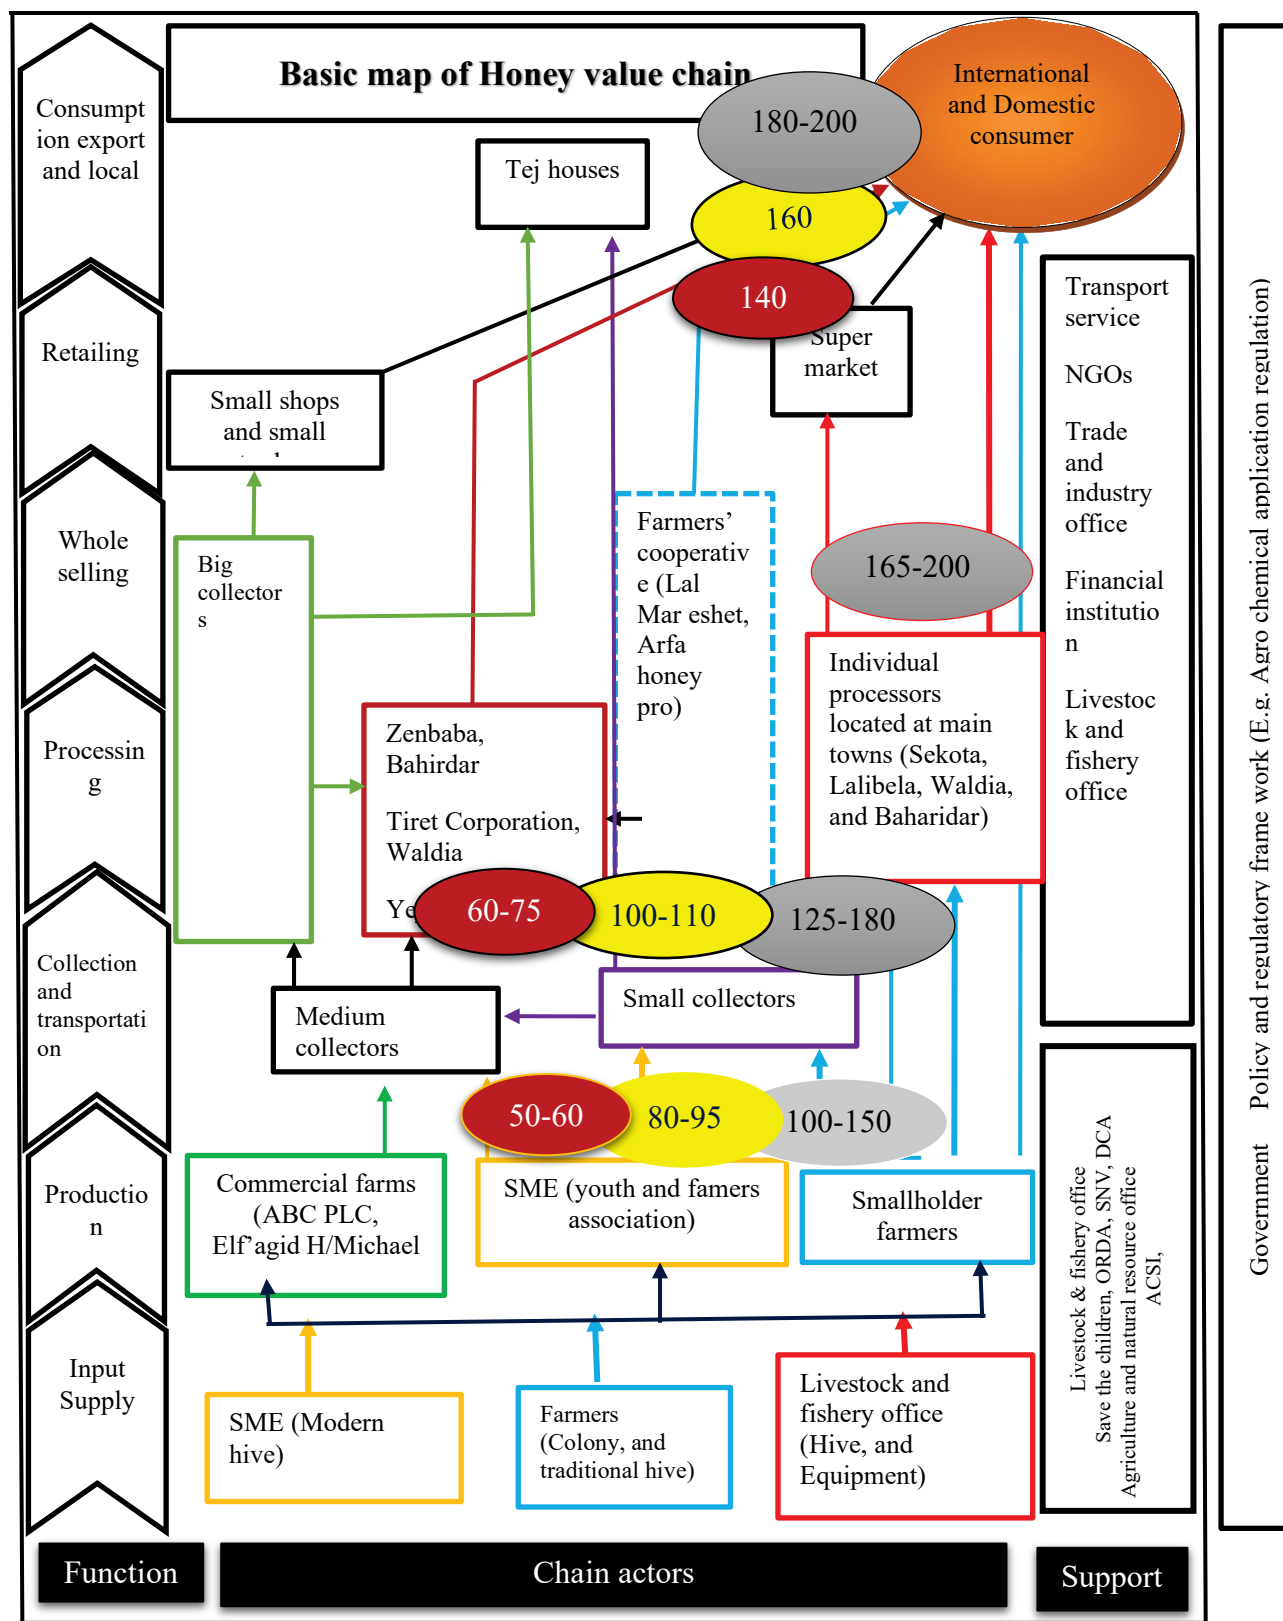 Basic map of Honey value chain
International
and Domestic
consumer
180-200
160
140
Consumpt
ion export
and local
Tej houses
Retailing
Small shops
and small
Super
market
Transport
service
NGOs
Trade
and
industry
office
Financial
institutio
n
Livestoc
k and
fishery
office
Whole
selling
Big
collector
s
Farmers’
cooperativ
e (Lal
Mar eshet,
Arfa
honey
pro)
165-200
Individual
processors
located at main
towns (Sekota,
Lalibela, Waldia,
and Baharidar)
Processin
g
Zenbaba,
Bahirdar
Tiret Corporation,
Waldia
60-75
100-110
125-180
Collection
and
transportati
on
Medium
collectors
Small collectors
50-60
80-95
100-150
Productio
n
Commercial farms
(ABC PLC,
Elf’agid H/Michael
SME (youth and famers
association)
Smallholder
farmers
Input
Supply
SME (Modern
hive)
Farmers
(Colony, and
traditional hive)
Livestock and
fishery office
(Hive, and
Equipment)
Livestock & fishery office
Save the children, ORDA, SNV, DCA
Agriculture and natural resource office
ACSI,
Government Policy and regulatory frame work (E.g. Agro chemical application regulation)
Function
Chain actors
Support